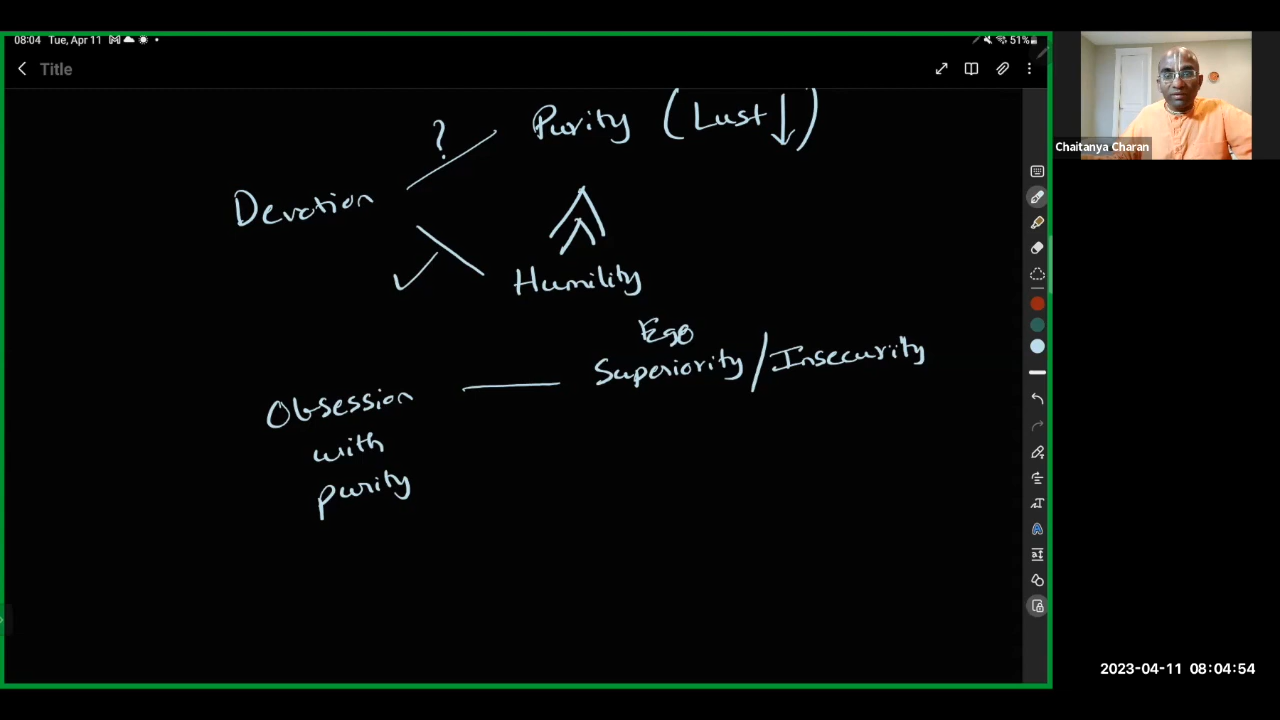 08:04 Tue, Apr 11
51%
Title
? Purity (Lust ↓)
Devotion
✓ Humility
Ego
Superiority / Insecurity
Obsession
with
purity
Chaitanya Charan
2023-04-11 08:04:54